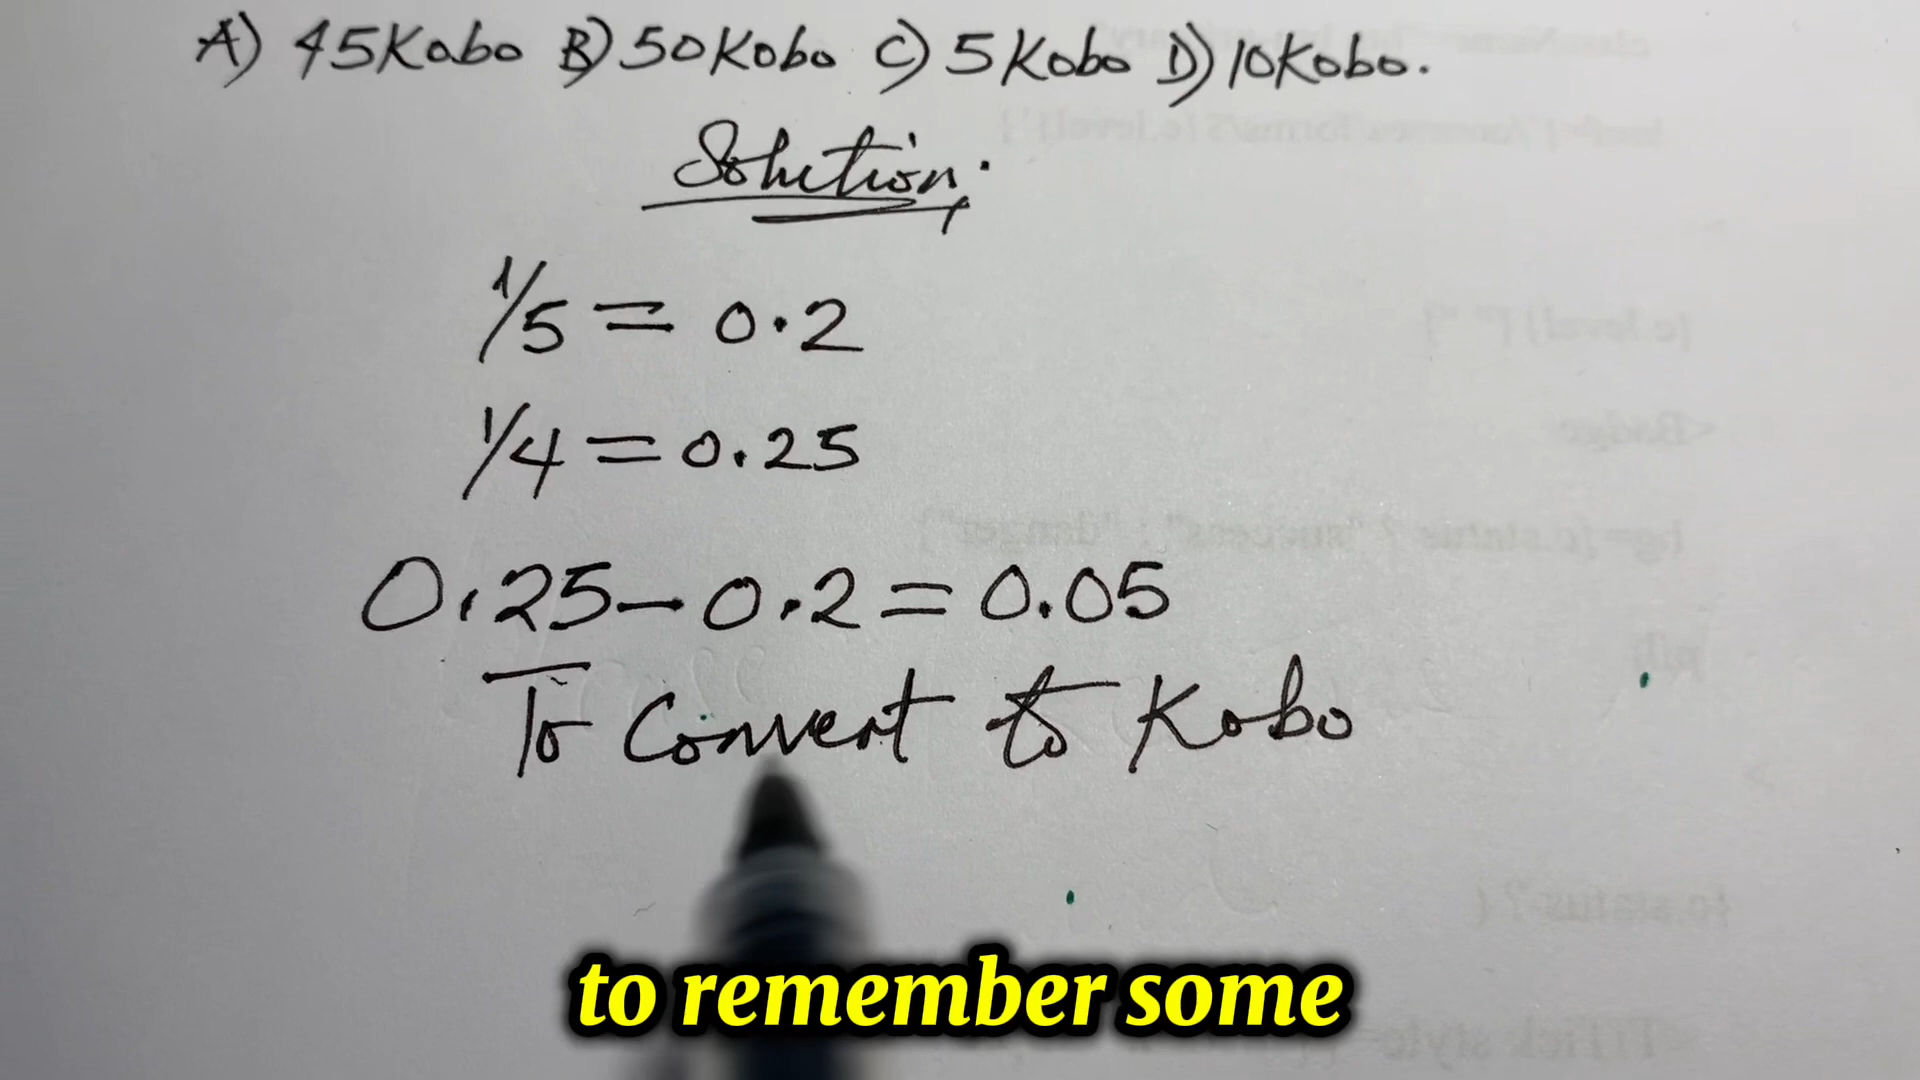 A) 45Kobo B) 50Kobo C) 5Kobo D) 10Kobo.
Solution.
1/5 = 0.2
1/4 = 0.25
0.25 - 0.2 = 0.05
To Convert to Kobo
to remember some